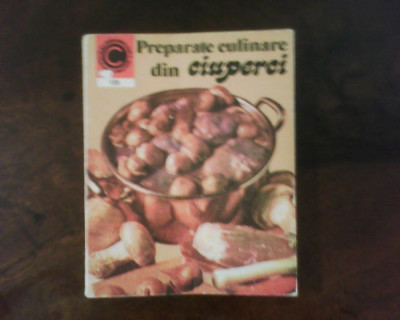 C
Preparate culinare
din ciuperci